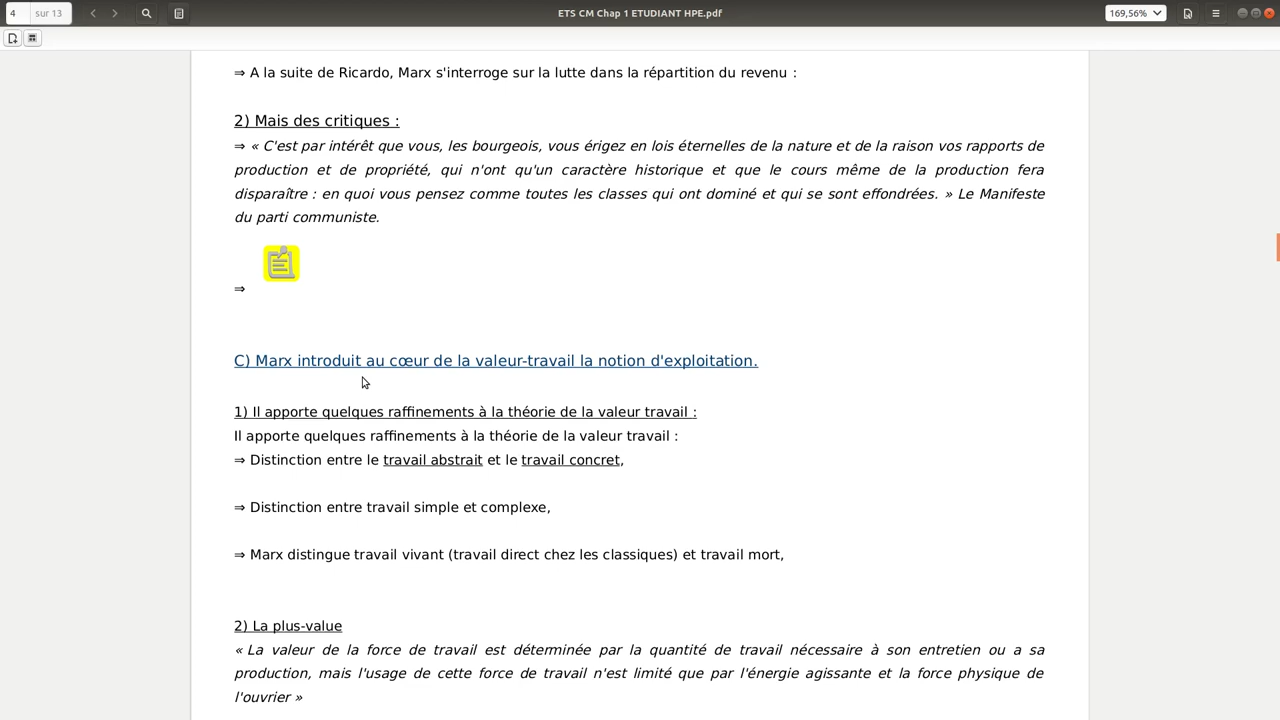 4 sur 13 ETS CM Chap 1 ETUDIANT HPE.pdf 169,56%
⇒ A la suite de Ricardo, Marx s'interroge sur la lutte dans la répartition du revenu :
2) Mais des critiques :
⇒ « C'est par intérêt que vous, les bourgeois, vous érigez en lois éternelles de la nature et de la raison vos rapports de
production et de propriété, qui n'ont qu'un caractère historique et que le cours même de la production fera
disparaître : en quoi vous pensez comme toutes les classes qui ont dominé et qui se sont effondrées. » Le Manifeste
du parti communiste.
⇒
C) Marx introduit au cœur de la valeur-travail la notion d'exploitation.
1) Il apporte quelques raffinements à la théorie de la valeur travail :
Il apporte quelques raffinements à la théorie de la valeur travail :
⇒ Distinction entre le travail abstrait et le travail concret,
⇒ Distinction entre travail simple et complexe,
⇒ Marx distingue travail vivant (travail direct chez les classiques) et travail mort,
2) La plus-value
« La valeur de la force de travail est déterminée par la quantité de travail nécessaire à son entretien ou a sa
production, mais l'usage de cette force de travail n'est limité que par l'énergie agissante et la force physique de
l'ouvrier »